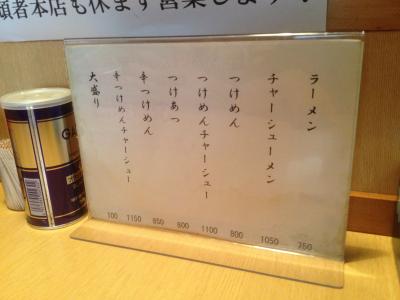 頑者本店も休まず営業します！
ラーメン 750
チャーシューメン 1050
つけめん 800
つけめんチャーシュー 1100
つけあつ 800
辛つけめん 850
辛つけめんチャーシュー 1150
大盛り 100